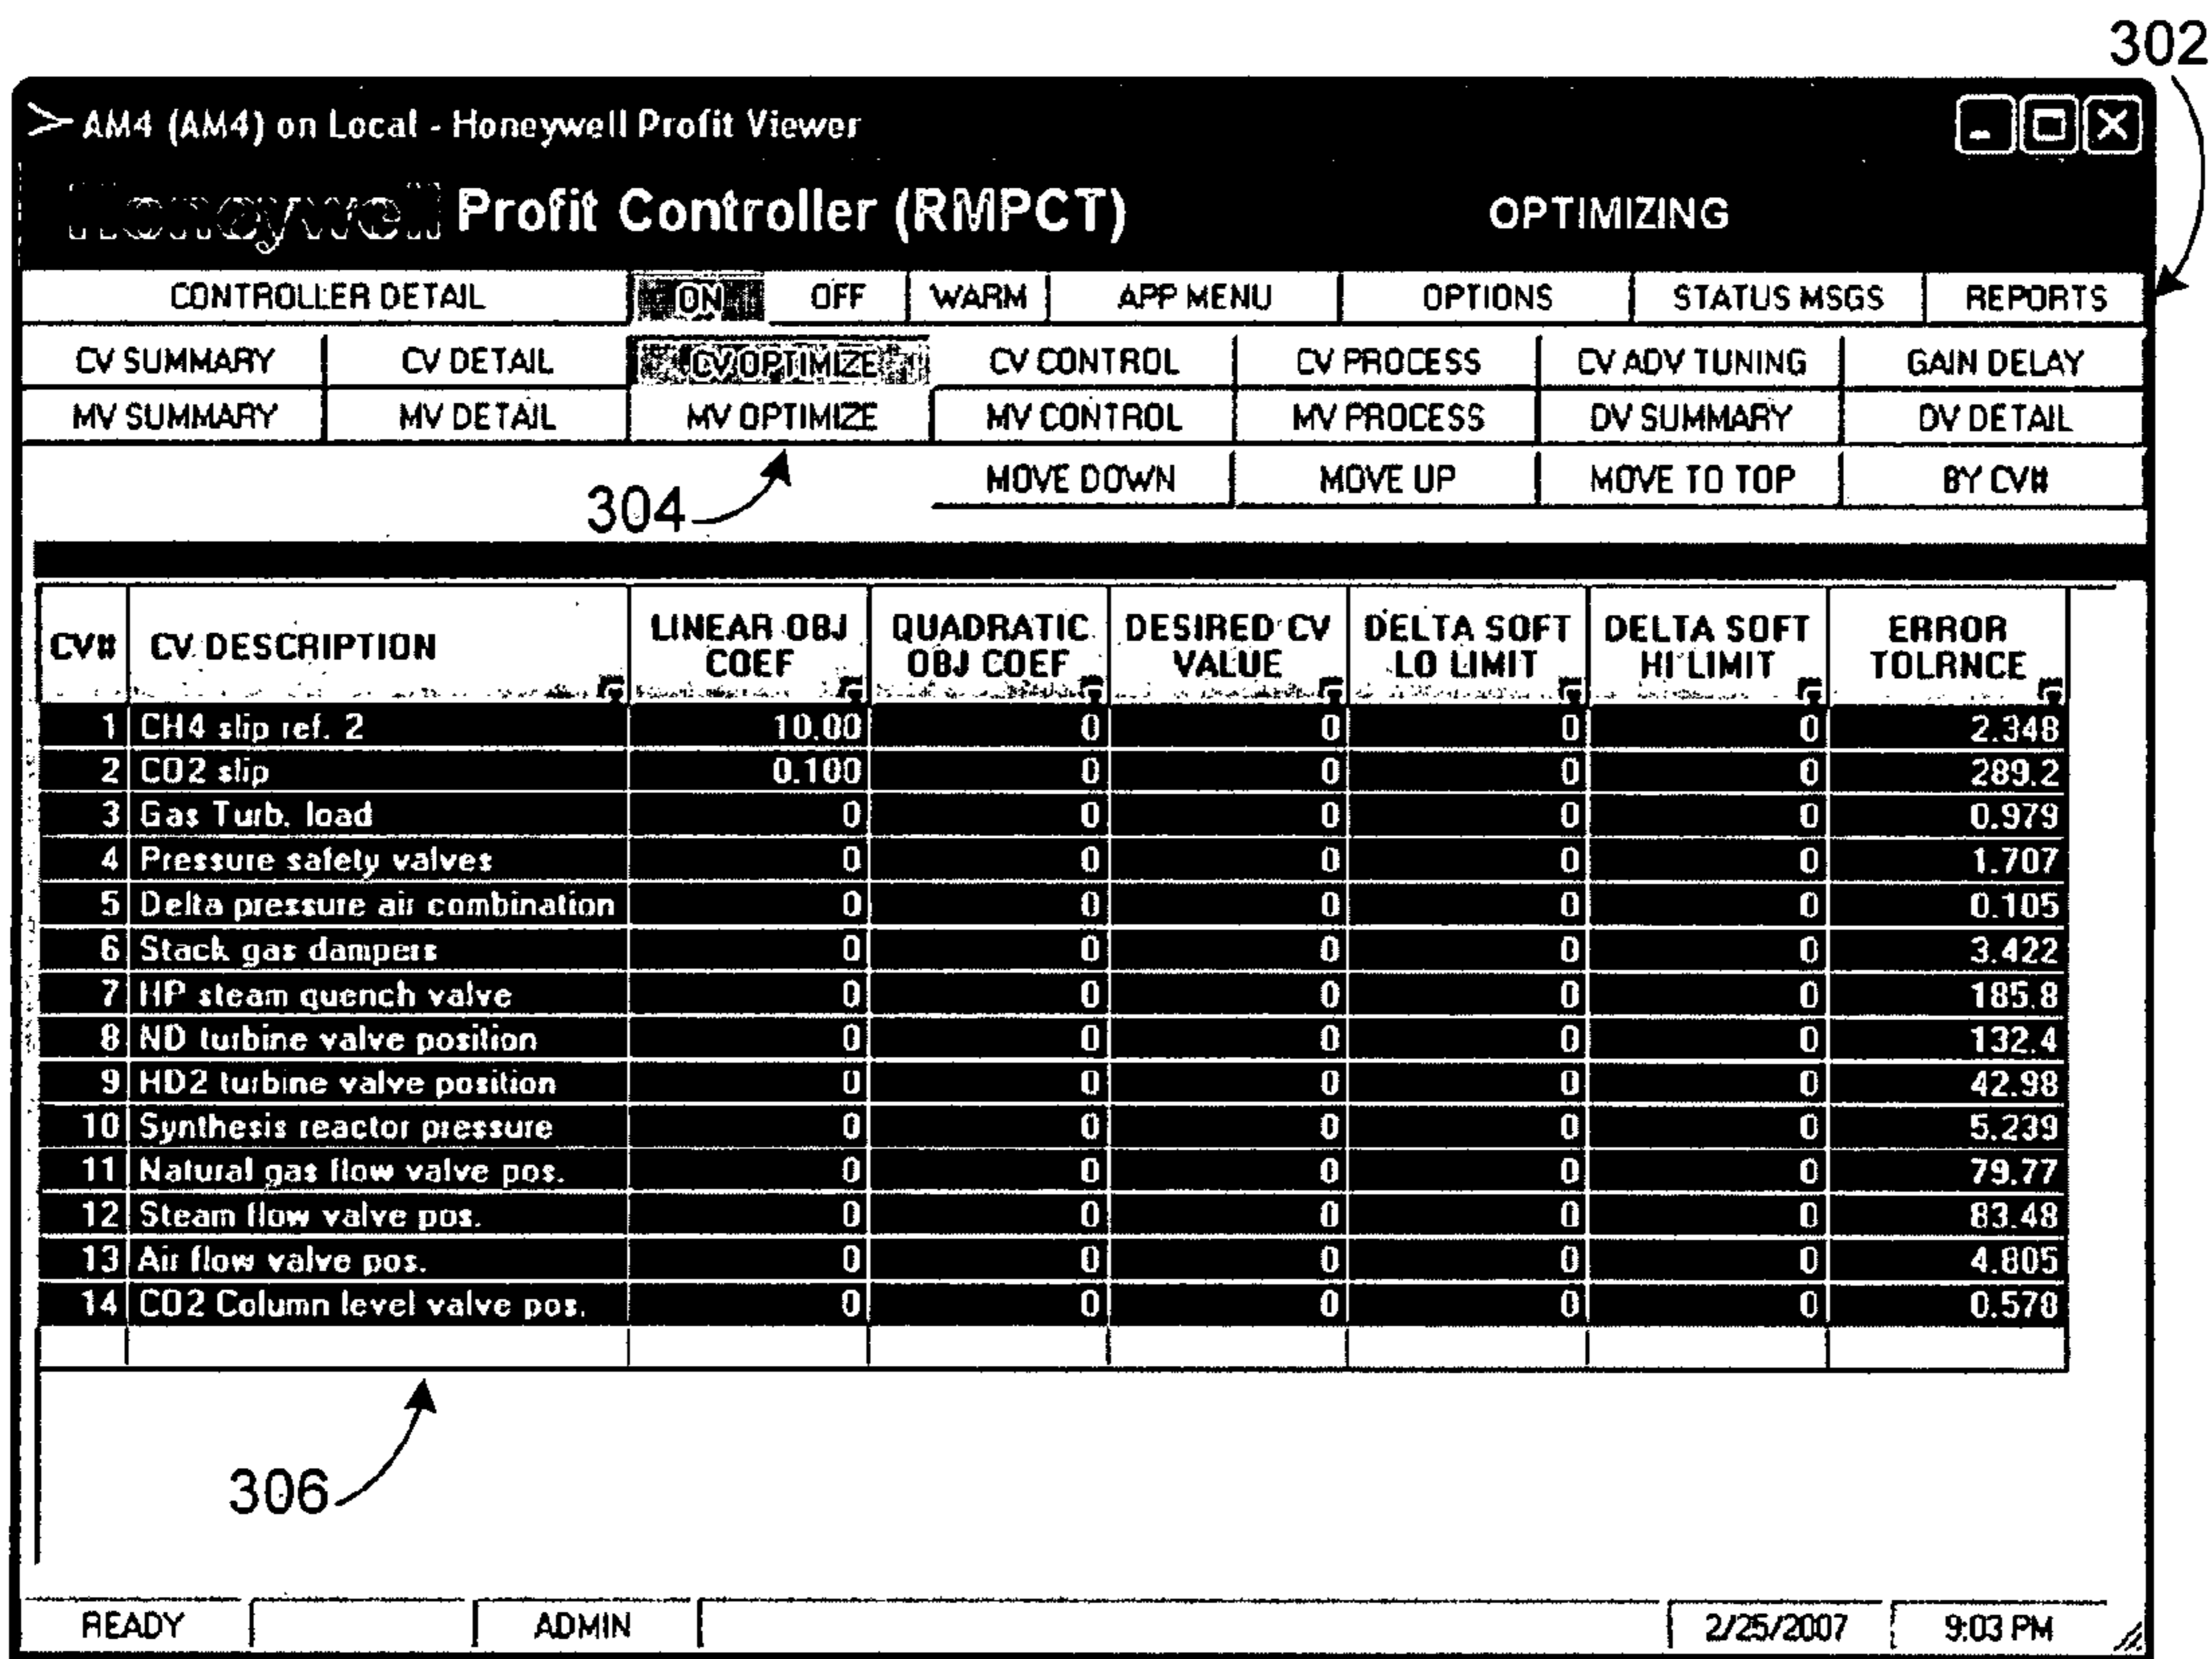 302
AM4 (AM4) on Local - Honeywell Profit Viewer
Honeywell Profit Controller (RMPCT) OPTIMIZING
CONTROLLER DETAIL ON OFF WARM APP MENU OPTIONS STATUS MSGS REPORTS
CV SUMMARY CV DETAIL CV OPTIMIZE CV CONTROL CV PROCESS CV ADV TUNING GAIN DELAY
MV SUMMARY MV DETAIL MV OPTIMIZE MV CONTROL MV PROCESS DV SUMMARY DV DETAIL
MOVE DOWN MOVE UP MOVE TO TOP BY CV#
304
CV# CV DESCRIPTION LINEAR OBJ COEF QUADRATIC OBJ COEF DESIRED CV VALUE DELTA SOFT LO LIMIT DELTA SOFT HI LIMIT ERROR TOLRNCE
1 CH4 slip ref. 2 10.00 0 0 0 0 2.348
2 CO2 slip 0.100 0 0 0 0 289.2
3 Gas Turb. load 0 0 0 0 0 0.979
4 Pressure safety valves 0 0 0 0 0 1.707
5 Delta pressure air combination 0 0 0 0 0 0.105
6 Stack gas dampers 0 0 0 0 0 3.422
7 HP steam quench valve 0 0 0 0 0 185.8
8 ND turbine valve position 0 0 0 0 0 132.4
9 HD2 turbine valve position 0 0 0 0 0 42.98
10 Synthesis reactor pressure 0 0 0 0 0 5.239
11 Natural gas flow valve pos. 0 0 0 0 0 79.77
12 Steam flow valve pos. 0 0 0 0 0 83.48
13 Air flow valve pos. 0 0 0 0 0 4.805
14 CO2 Column level valve pos. 0 0 0 0 0 0.578
306
READY ADMIN 2/25/2007 9:03 PM